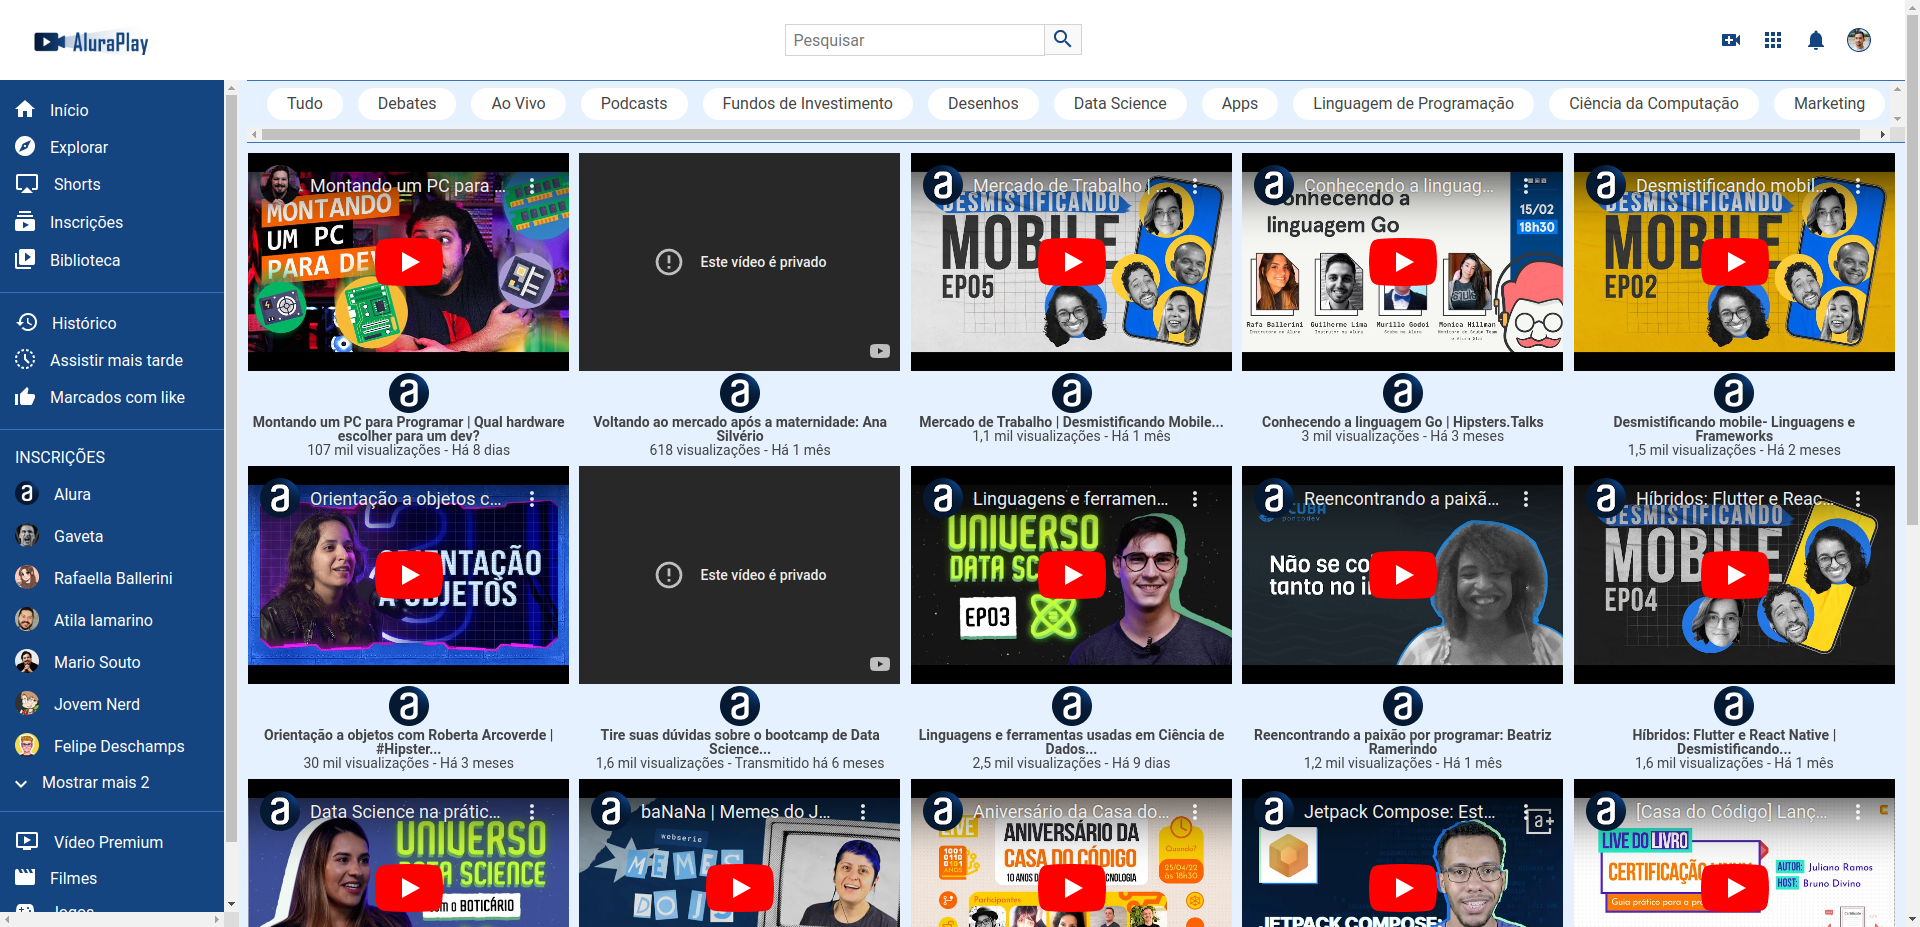 AluraPlay
Pesquisar
Início
Explorar
Shorts
Inscrições
Biblioteca
Histórico
Assistir mais tarde
Marcados com like
INSCRIÇÕES
Alura
Gaveta
Rafaella Ballerini
Atila Iamarino
Mario Souto
Jovem Nerd
Felipe Deschamps
Mostrar mais 2
Vídeo Premium
Filmes
Jogos
Tudo
Debates
Ao Vivo
Podcasts
Fundos de Investimento
Desenhos
Data Science
Apps
Linguagem de Programação
Ciência da Computação
Marketing
Montando um PC para ...
MONTANDO
UM PC
PARA DEV
Montando um PC para Programar | Qual hardware
escolher para um dev?
107 mil visualizações - Há 8 dias
Este vídeo é privado
Voltando ao mercado após a maternidade: Ana
Silvério
618 visualizações - Há 1 mês
Mercado de Trabalho | ...
DESMISTIFICANDO
MOBILE
EP05
Mercado de Trabalho | Desmistificando Mobile...
1,1 mil visualizações - Há 1 mês
Conhecendo a linguag...
Conhecendo a
linguagem Go
15/02
18h30
Rafa Ballerini
Guilherme Lima
Murillo Godoi
Monica Hillman
Conhecendo a linguagem Go | Hipsters.Talks
3 mil visualizações - Há 3 meses
Desmistificando mobil...
DESMISTIFICANDO
MOBILE
EP02
Desmistificando mobile- Linguagens e
Frameworks
1,5 mil visualizações - Há 2 meses
Orientação a objetos c...
ORIENTAÇÃO
A OBJETOS
Orientação a objetos com Roberta Arcoverde |
#Hipster...
30 mil visualizações - Há 3 meses
Este vídeo é privado
Tire suas dúvidas sobre o bootcamp de Data
Science...
1,6 mil visualizações - Transmitido há 6 meses
Linguagens e ferramen...
UNIVERSO
DATA SC
EP03
Linguagens e ferramentas usadas em Ciência de
Dados...
2,5 mil visualizações - Há 9 dias
Reencontrando a paixã...
CUBA
pontodev
Não se co
tanto no i
Reencontrando a paixão por programar: Beatriz
Ramerindo
1,2 mil visualizações - Há 1 mês
Híbridos: Flutter e Reac...
DESMISTIFICANDO
MOBILE
EP04
Híbridos: Flutter e React Native |
Desmistificando...
1,6 mil visualizações - Há 1 mês
Data Science na prátic...
UNIVERSO
DATA SCIENCE
com o BOTICÁRIO
baNaNa | Memes do J...
webserie
MEMES
DO JS
Aniversário da Casa do...
LIVE
ANIVERSÁRIO DA
CASA DO CÓDIGO
10 ANOS D
CNOLOGIA
Quando?
25/04/22
às 18h30
Participantes
Jetpack Compose: Est...
a+
JETPACK COMPOSE:
[Casa do Código] Lanç...
LIVE DO LIVRO
CERTIFICAÇÃO LINUX
Guia prático para a pr
AUTOR: Juliano Ramos
HOST: Bruno Divino